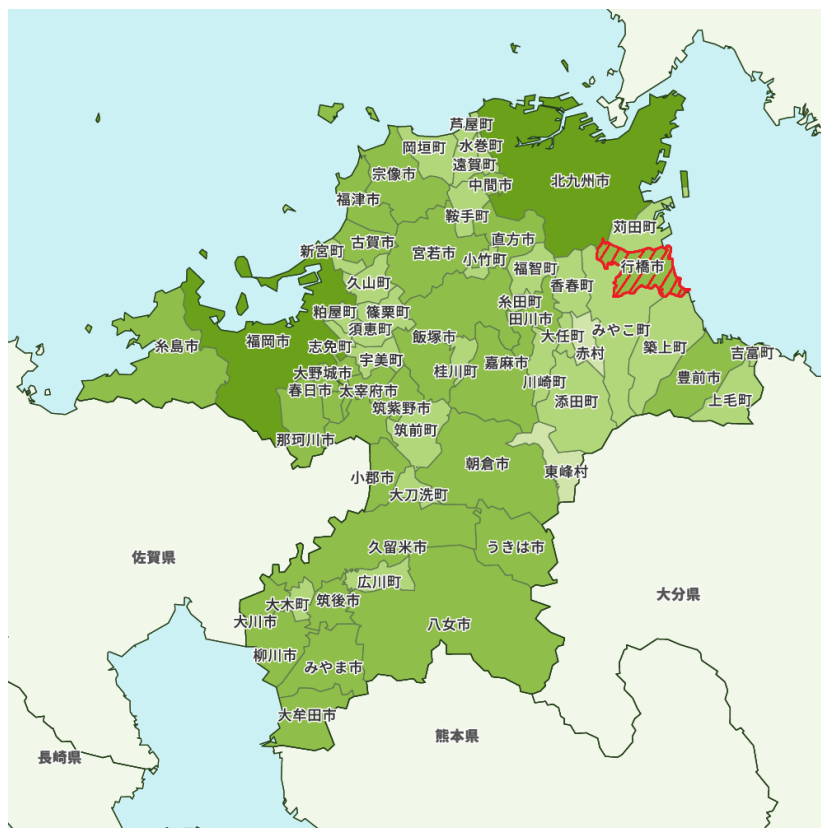 芦屋町
岡垣町
水巻町
遠賀町
宗像市
中間市
北九州市
福津市
鞍手町
苅田町
古賀市
直方市
新宮町
宮若市
小竹町
福智町
行橋市
久山町
香春町
糸田町
粕屋町
篠栗町
田川市
須恵町
みやこ町
福岡市
飯塚市
大任町
糸島市
志免町
赤村
築上町
吉富町
宇美町
嘉麻市
大野城市
桂川町
豊前市
春日市
太宰府市
川崎町
筑紫野市
添田町
上毛町
筑前町
那珂川市
朝倉市
東峰村
小郡市
大刀洗町
久留米市
うきは市
佐賀県
広川町
大分県
大木町
筑後市
大川市
八女市
柳川市
みやま市
大牟田市
熊本県
長崎県